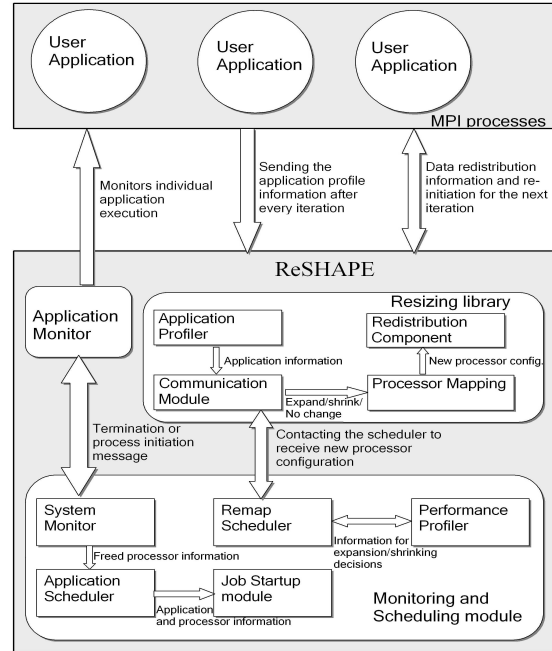 User
Application
User
Application
User
Application
MPI processes
Monitors individual
application
execution
Sending the
application profile
information after
every iteration
Data redistribution
information and re-
initiation for the next
iteration
ReSHAPE
Application
Monitor
Resizing library
Application
Profiler
Redistribution
Component
Application information
New processor config.
Communication
Module
Expand/shrink/
No change
Processor Mapping
Termination or
process initiation
message
Contacting the scheduler to
receive new processor
configuration
System
Monitor
Remap
Scheduler
Performance
Profiler
Freed processor information
Information for
expansion/shrinking
decisions
Application
Scheduler
Job Startup
module
Application
and processor information
Monitoring and
Scheduling module